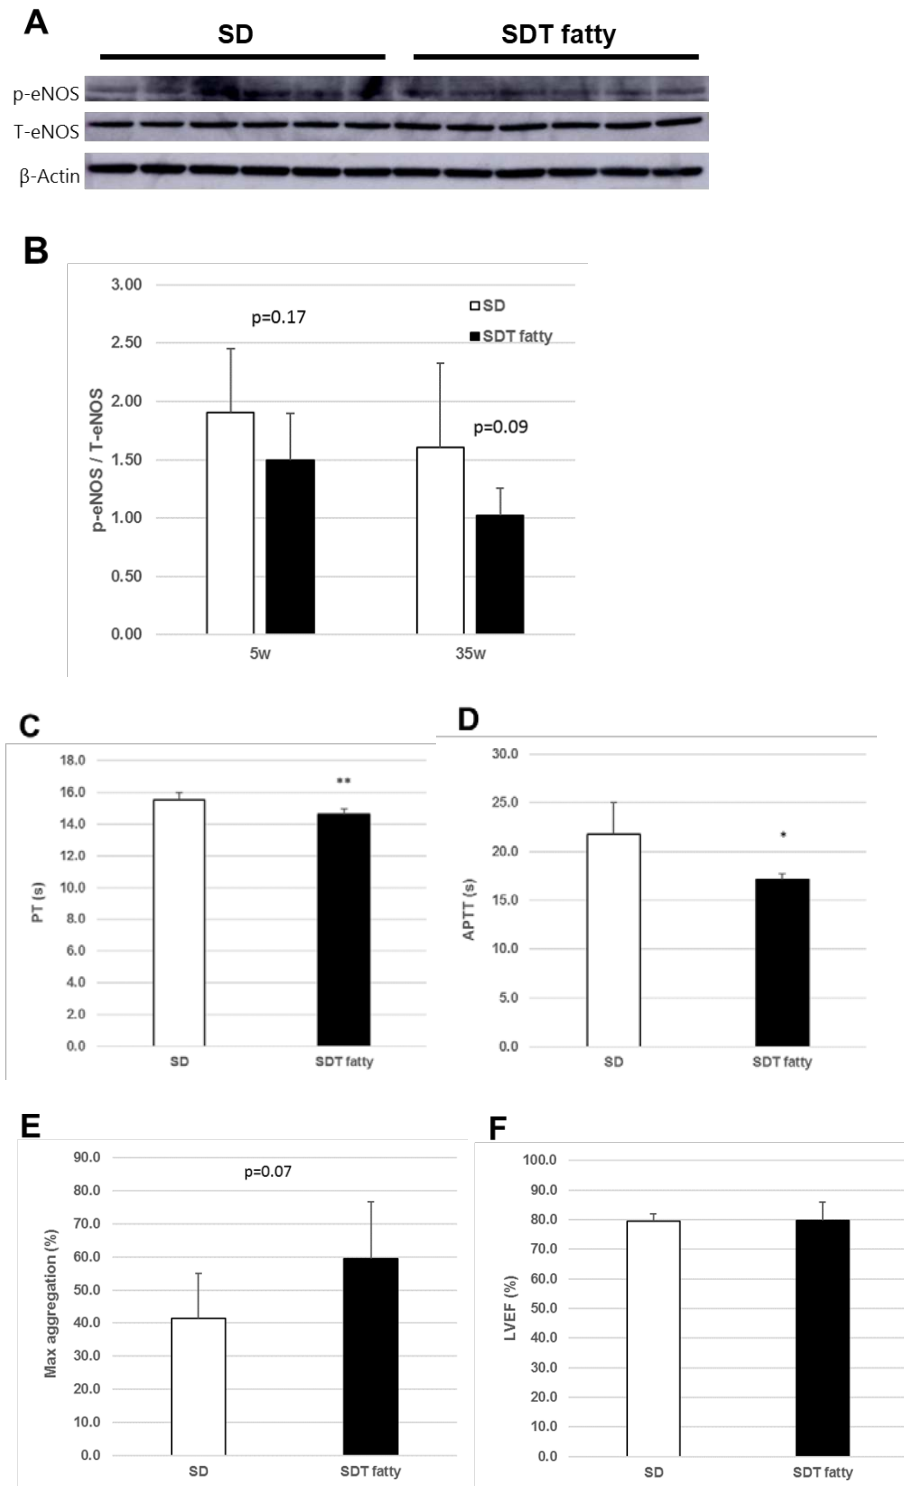 A
SD SDT fatty
p-eNOS
T-eNOS
β-Actin
B
3.00
2.50
2.00
1.50
1.00
0.50
0.00
p-eNOS / T-eNOS
p=0.17
p=0.09
SD
SDT fatty
5w 35w
C
18.0
16.0
14.0
12.0
10.0
8.0
6.0
4.0
2.0
0.0
PT (s)
**
SD SDT fatty
D
30.0
25.0
20.0
15.0
10.0
5.0
0.0
APTT (s)
*
SD SDT fatty
E
90.0
80.0
70.0
60.0
50.0
40.0
30.0
20.0
10.0
0.0
Max aggregation (%)
p=0.07
SD SDT fatty
F
100.0
90.0
80.0
70.0
60.0
50.0
40.0
30.0
20.0
10.0
0.0
LVEF (%)
SD SDT fatty